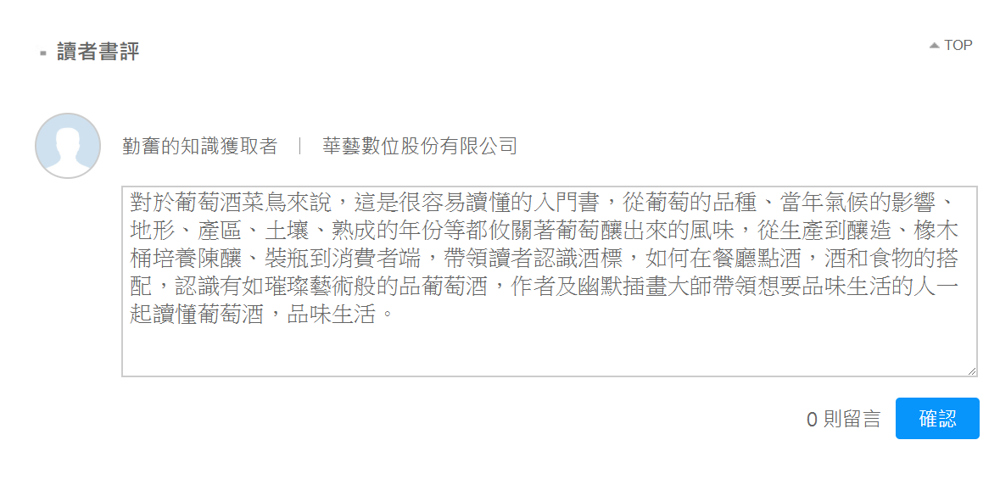 讀者書評
TOP
勤奮的知識獲取者 | 華藝數位股份有限公司
對於葡萄酒菜鳥來說，這是很容易讀懂的入門書，從葡萄的品種、當年氣候的影響、
地形、產區、土壤、熟成的年份等都攸關著葡萄釀出來的風味，從生產到釀造、橡木
桶培養陳釀、裝瓶到消費者端，帶領讀者認識酒標，如何在餐廳點酒，酒和食物的搭
配，認識有如璀璨藝術般的品葡萄酒，作者及幽默插畫大師帶領想要品味生活的人一
起讀懂葡萄酒，品味生活。
0 則留言
確認